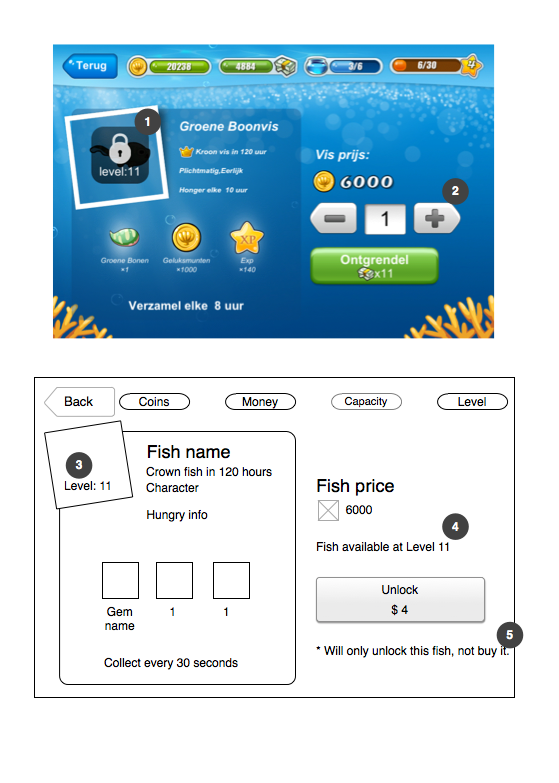 Terug
20238
4884
3/6
6/30
4
1
level:11
Groene Boonvis
Kroon vis in 120 uur
Plichtmatig,Eerlijk
Honger elke 10 uur
Vis prijs:
6000
2
1
Groene Bonen
×1
Geluksmunten
×1000
XP
Exp
×140
Ontgrendel
x11
Verzamel elke 8 uur
Back
Coins
Money
Capacity
Level
3
Level: 11
Fish name
Crown fish in 120 hours
Character
Hungry info
Fish price
6000
4
Fish available at Level 11
Gem
name
1
1
Unlock
$ 4
5
* Will only unlock this fish, not buy it.
Collect every 30 seconds